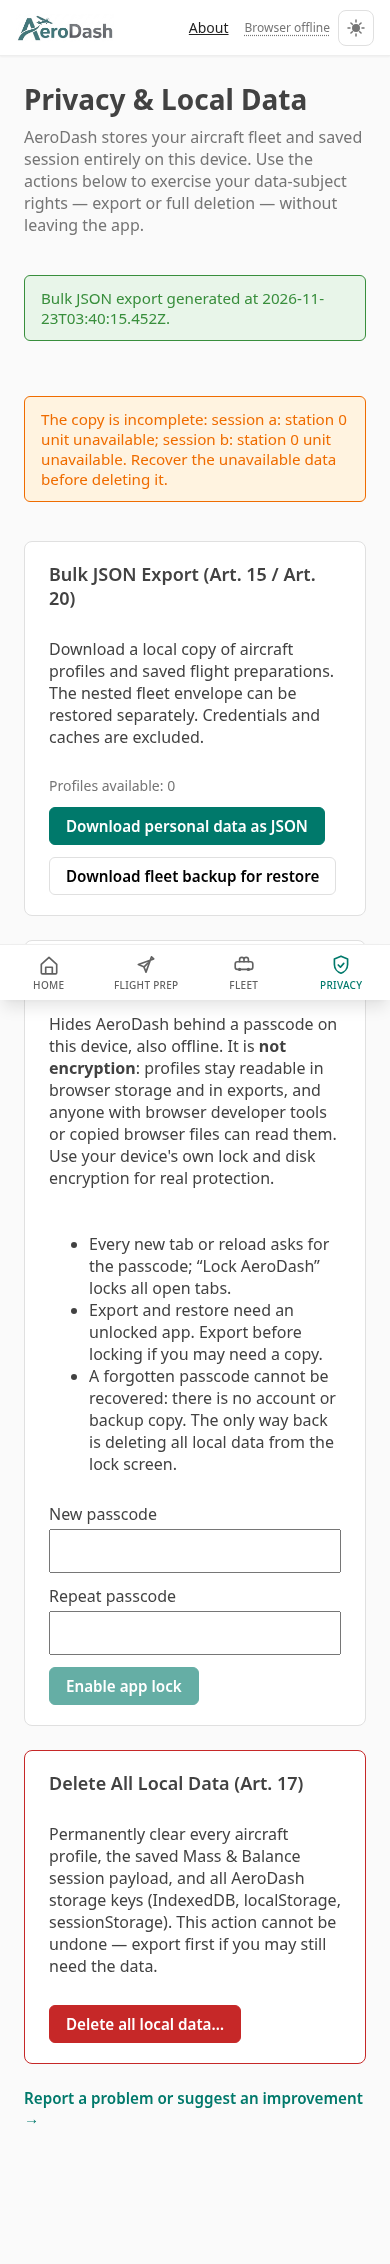 AeroDash
About
Browser offline
Privacy & Local Data
AeroDash stores your aircraft fleet and saved
session entirely on this device. Use the
actions below to exercise your data-subject
rights — export or full deletion — without
leaving the app.
Bulk JSON export generated at 2026-11-
23T03:40:15.452Z.
The copy is incomplete: session a: station 0
unit unavailable; session b: station 0 unit
unavailable. Recover the unavailable data
before deleting it.
Bulk JSON Export (Art. 15 / Art.
20)
Download a local copy of aircraft
profiles and saved flight preparations.
The nested fleet envelope can be
restored separately. Credentials and
caches are excluded.
Profiles available: 0
Download personal data as JSON
Download fleet backup for restore
HOME
FLIGHT PREP
FLEET
PRIVACY
Hides AeroDash behind a passcode on
this device, also offline. It is not
encryption: profiles stay readable in
browser storage and in exports, and
anyone with browser developer tools
or copied browser files can read them.
Use your device's own lock and disk
encryption for real protection.
• Every new tab or reload asks for
the passcode; “Lock AeroDash”
locks all open tabs.
• Export and restore need an
unlocked app. Export before
locking if you may need a copy.
• A forgotten passcode cannot be
recovered: there is no account or
backup copy. The only way back
is deleting all local data from the
lock screen.
New passcode
Repeat passcode
Enable app lock
Delete All Local Data (Art. 17)
Permanently clear every aircraft
profile, the saved Mass & Balance
session payload, and all AeroDash
storage keys (IndexedDB, localStorage,
sessionStorage). This action cannot be
undone — export first if you may still
need the data.
Delete all local data…
Report a problem or suggest an improvement
→